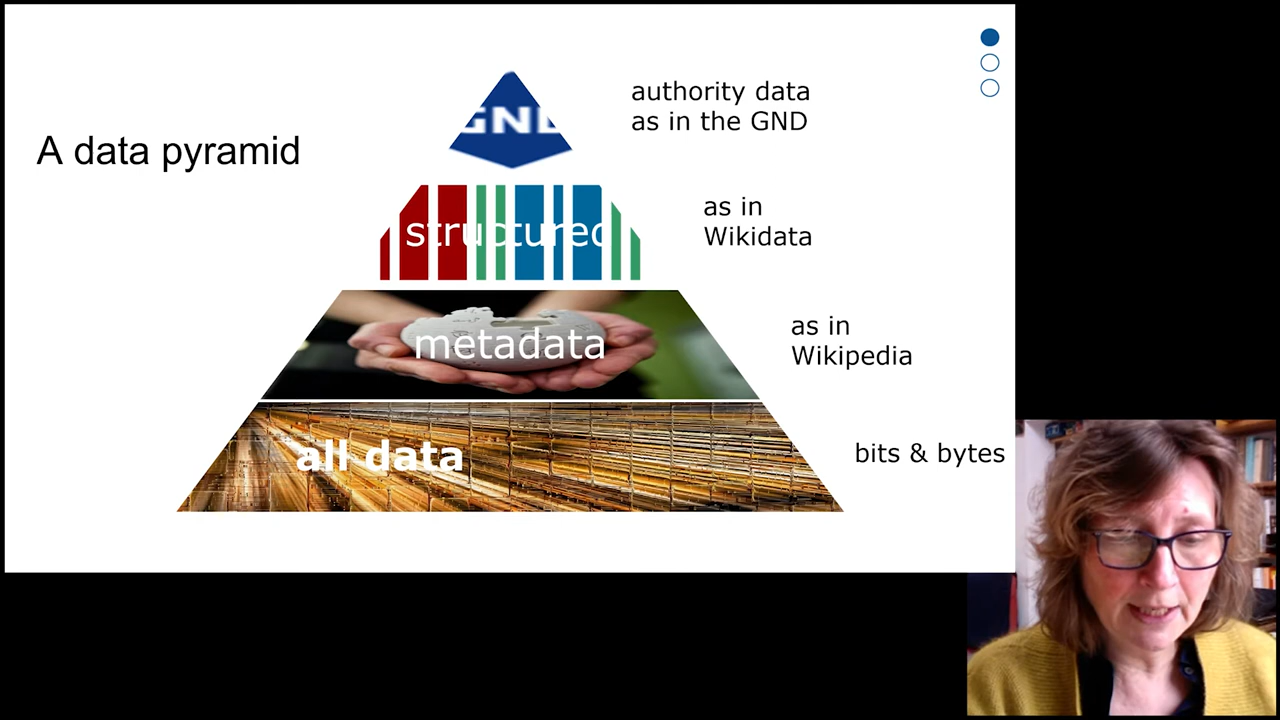 A data pyramid
GND
authority data
as in the GND
structured
as in
Wikidata
metadata
as in
Wikipedia
all data
bits & bytes